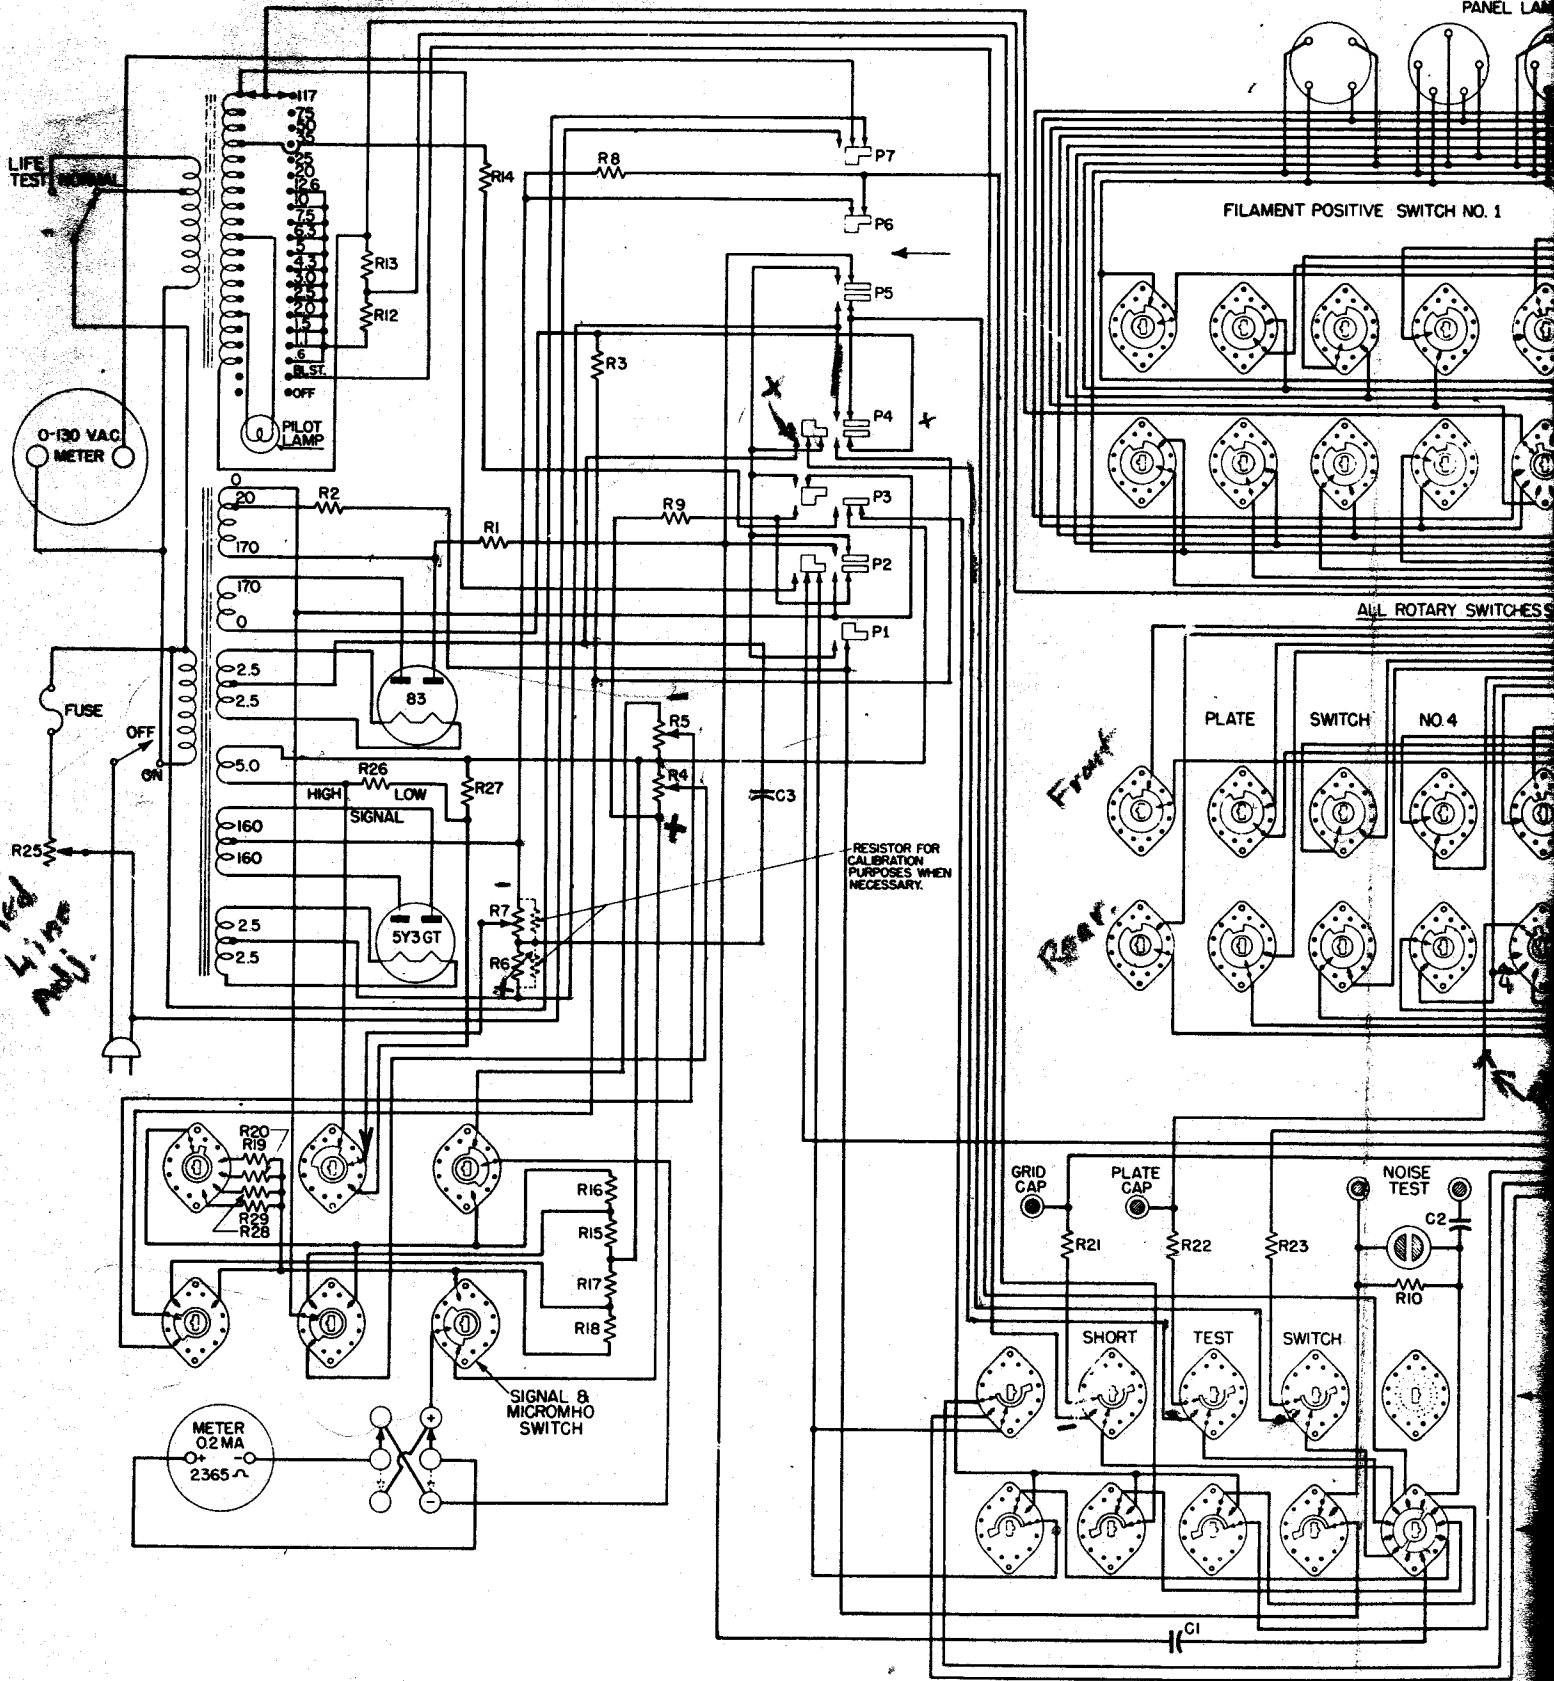 PANEL LAM
117
75
50
35
25
20
12.6
10
7.5
6.3
5
4.3
3.0
2.5
2.0
1.5
1.1
.6
BLST.
OFF
LIFE
TEST NORMAL
R14
R8
P7
P6
FILAMENT POSITIVE SWITCH NO. 1
R13
R12
P5
R3
X
P4
x
0-130 V.A.C.
METER
PILOT
LAMP
0
20
R2
170
R1
R9
P3
P2
170
0
P1
ALL ROTARY SWITCHES S
2.5
2.5
83
FUSE
OFF
ON
R5
-
PLATE SWITCH NO. 4
5.0
R26
HIGH LOW
R27
R4
+
C3
SIGNAL
160
160
R25
Front
RESISTOR FOR
CALIBRATION
PURPOSES WHEN
NECESSARY.
-
R7
R6
+
2.5
2.5
5Y3GT
Line
Adj.
Rear.
4
R20
R19
R29
R28
R16
R15
R17
R18
GRID
CAP
PLATE
CAP
NOISE
TEST
C2
R21
R22
R23
R10
SHORT TEST SWITCH
SIGNAL &
MICROMHO
SWITCH
METER
0.2 MA
+ -
2365
+
-
C1